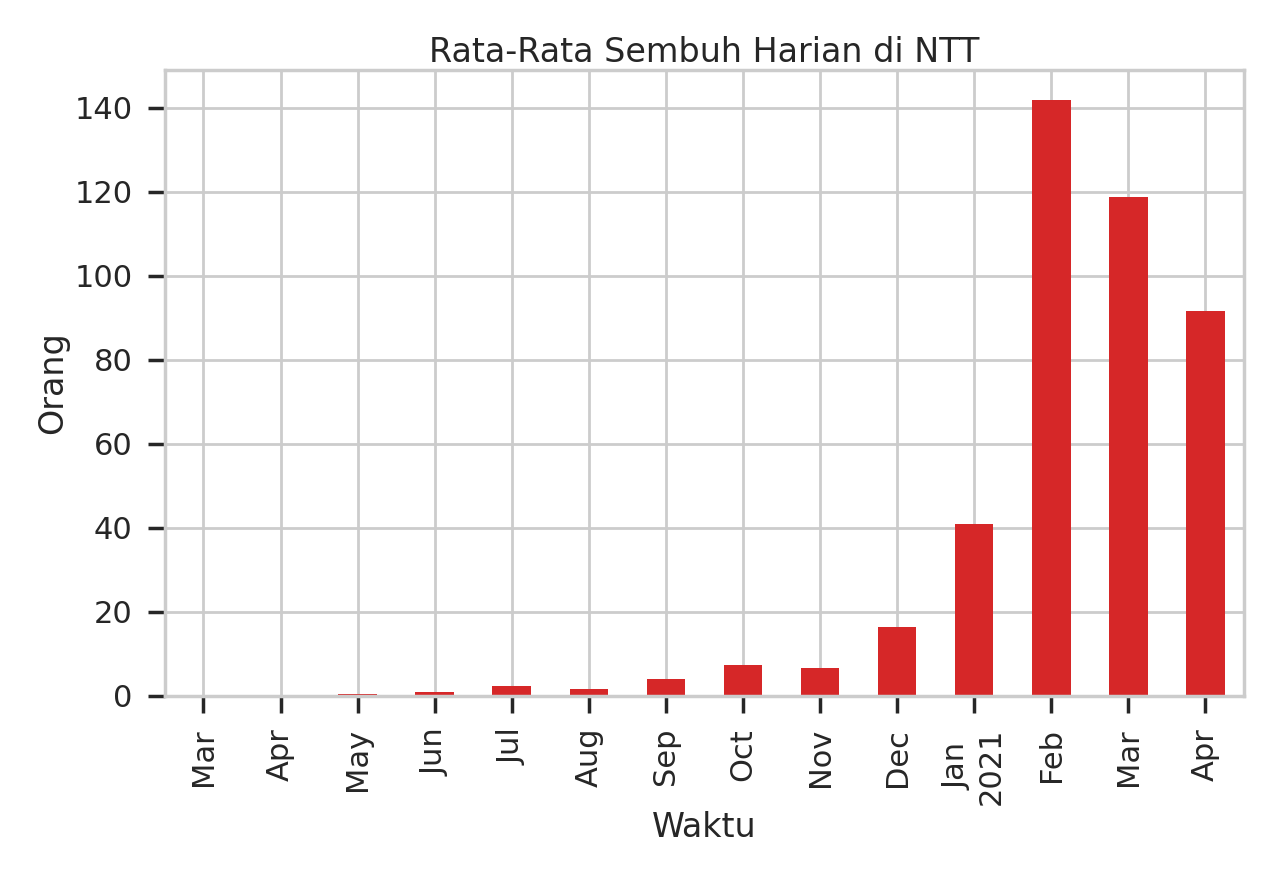 Rata-Rata Sembuh Harian di NTT
140
120
100
80
60
40
20
0
Orang
Mar
Apr
May
Jun
Jul
Aug
Sep
Oct
Nov
Dec
Jan
2021
Feb
Mar
Apr
Waktu